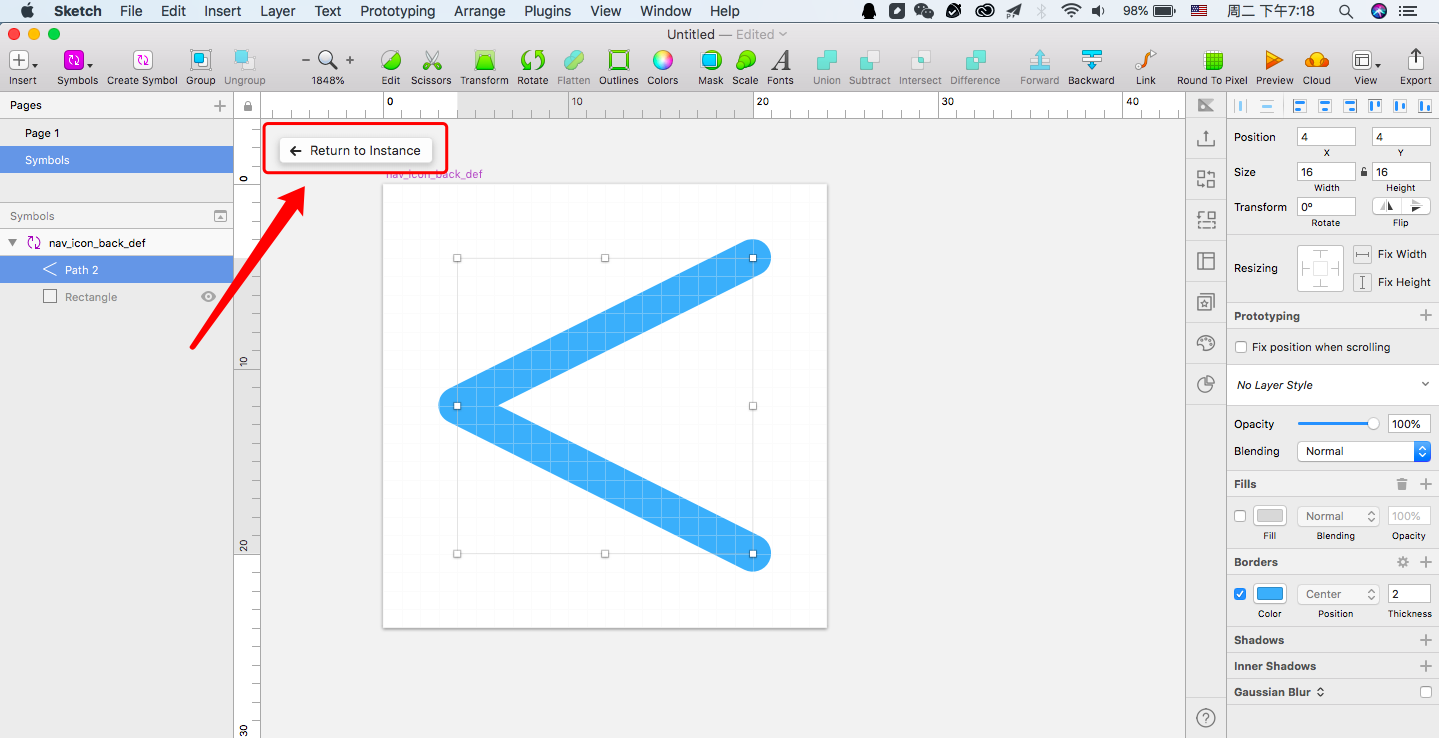 Sketch File Edit Insert Layer Text Prototyping Arrange Plugins View Window Help 98% 周二 下午7:18
Untitled — Edited
1848%
Insert Symbols Create Symbol Group Ungroup Edit Scissors Transform Rotate Flatten Outlines Colors Mask Scale Fonts Union Subtract Intersect Difference Forward Backward Link Round To Pixel Preview Cloud View Export
Pages
Page 1
Symbols
Symbols
nav_icon_back_def
Path 2
Rectangle
0 10 20 30 40
0
10
20
30
Return to Instance
nav_icon_back_def
Position 4 4
X Y
Size 16 16
Width Height
Transform 0°
Rotate Flip
Resizing Fix Width
Fix Height
Prototyping
Fix position when scrolling
No Layer Style
Opacity 100%
Blending Normal
Fills
Normal 100%
Fill Blending Opacity
Borders
Center 2
Color Position Thickness
Shadows
Inner Shadows
Gaussian Blur